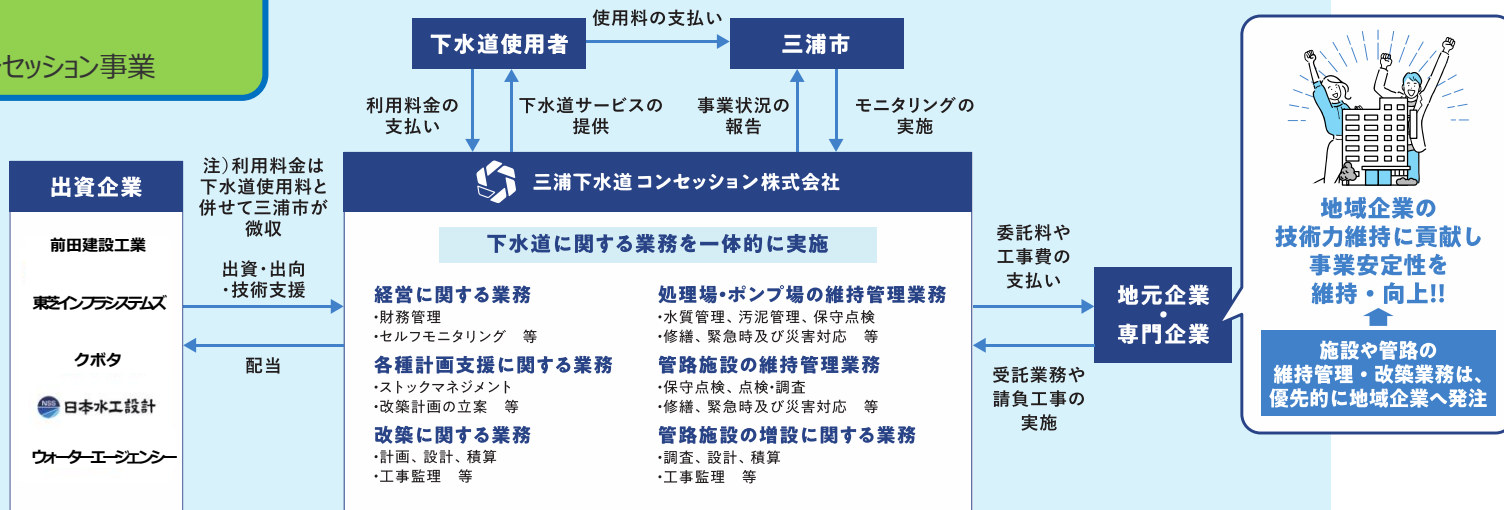 セッション事業
下水道使用者
使用料の支払い
三浦市
利用料金の
支払い
下水道サービスの
提供
事業状況の
報告
モニタリングの
実施
出資企業
前田建設工業
東芝インフラシステムズ
クボタ
NSS 日本水工設計
ウォーターエージェンシー
注)利用料金は
下水道使用料と
併せて三浦市が
徴収
出資・出向
・技術支援
配当
三浦下水道コンセッション株式会社
下水道に関する業務を一体的に実施
経営に関する業務
・財務管理
・セルフモニタリング 等
各種計画支援に関する業務
・ストックマネジメント
・改築計画の立案 等
改築に関する業務
・計画、設計、積算
・工事監理 等
処理場・ポンプ場の維持管理業務
・水質管理、汚泥管理、保守点検
・修繕、緊急時及び災害対応 等
管路施設の維持管理業務
・保守点検、点検・調査
・修繕、緊急時及び災害対応 等
管路施設の増設に関する業務
・調査、設計、積算
・工事監理 等
委託料や
工事費の
支払い
受託業務や
請負工事の
実施
地元企業
・
専門企業
地域企業の
技術力維持に貢献し
事業安定性を
維持・向上!!
施設や管路の
維持管理・改築業務は、
優先的に地域企業へ発注